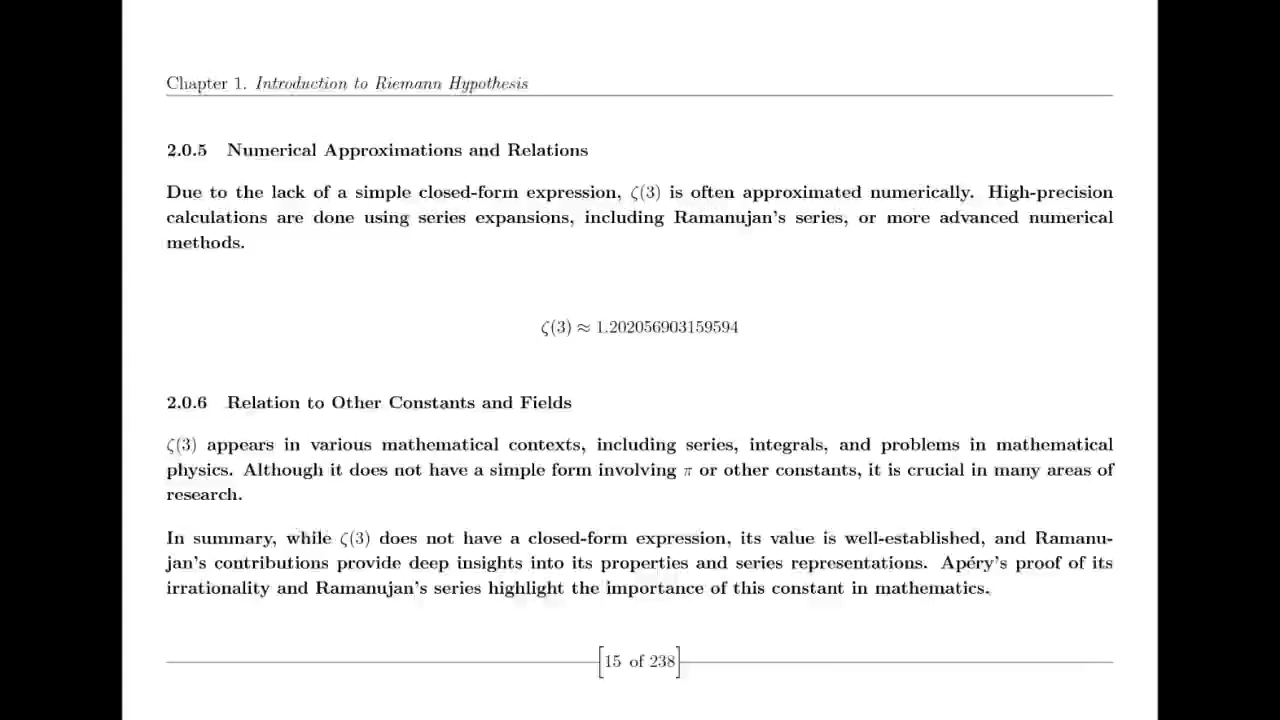 Chapter 1. Introduction to Riemann Hypothesis
2.0.5 Numerical Approximations and Relations
Due to the lack of a simple closed-form expression, ζ(3) is often approximated numerically. High-precision
calculations are done using series expansions, including Ramanujan's series, or more advanced numerical
methods.
ζ(3) ≈ 1.202056903159594
2.0.6 Relation to Other Constants and Fields
ζ(3) appears in various mathematical contexts, including series, integrals, and problems in mathematical
physics. Although it does not have a simple form involving π or other constants, it is crucial in many areas of
research.
In summary, while ζ(3) does not have a closed-form expression, its value is well-established, and Ramanu-
jan's contributions provide deep insights into its properties and series representations. Apéry's proof of its
irrationality and Ramanujan's series highlight the importance of this constant in mathematics.
[15 of 238]